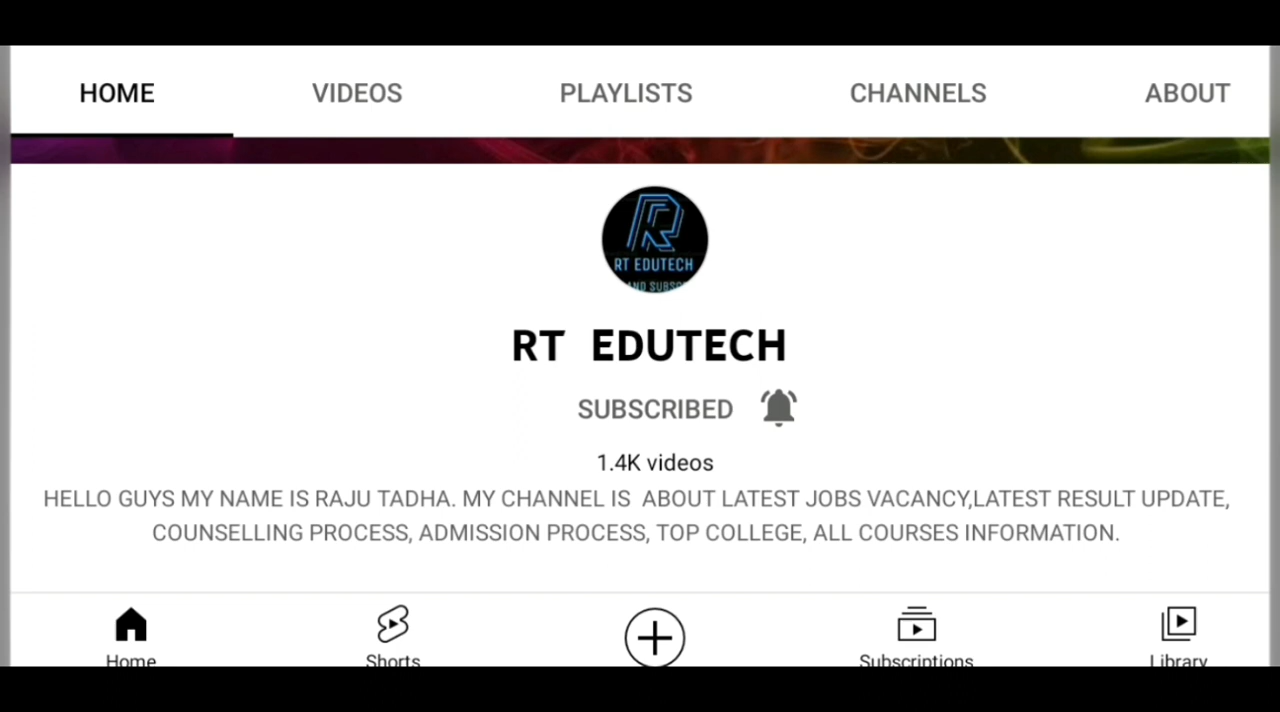 HOME VIDEOS PLAYLISTS CHANNELS ABOUT
RT EDUTECH
AND SUBSC
RT EDUTECH
SUBSCRIBED
1.4K videos
HELLO GUYS MY NAME IS RAJU TADHA. MY CHANNEL IS ABOUT LATEST JOBS VACANCY,LATEST RESULT UPDATE,
COUNSELLING PROCESS, ADMISSION PROCESS, TOP COLLEGE, ALL COURSES INFORMATION.
Home Shorts Subscriptions Library